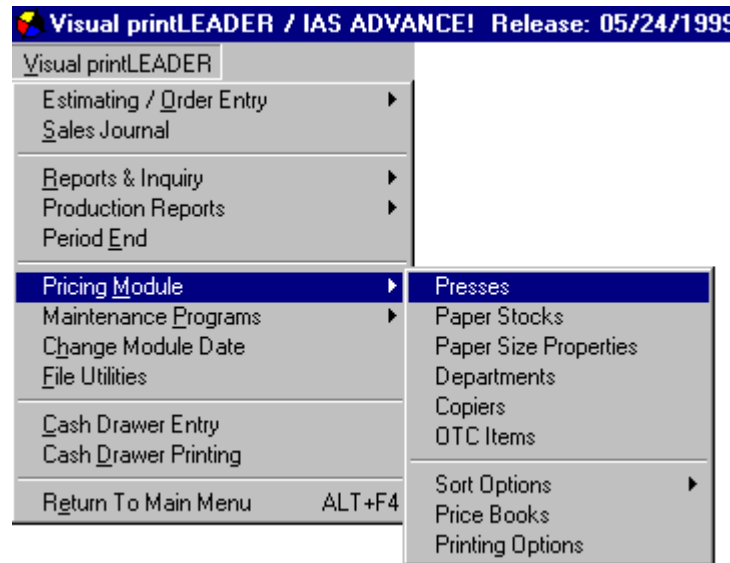 Visual printLEADER / IAS ADVANCE! Release: 05/24/1999
Visual printLEADER
Estimating / Order Entry
Sales Journal
Reports & Inquiry
Production Reports
Period End
Pricing Module
Maintenance Programs
Change Module Date
File Utilities
Cash Drawer Entry
Cash Drawer Printing
Return To Main Menu ALT+F4
Presses
Paper Stocks
Paper Size Properties
Departments
Copiers
OTC Items
Sort Options
Price Books
Printing Options